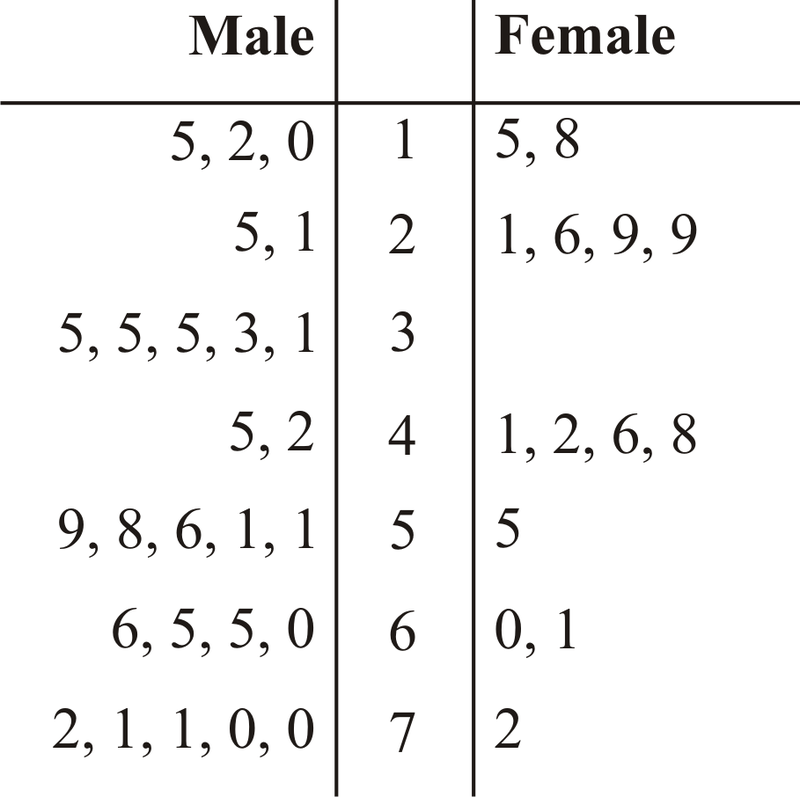 Male Female
5, 2, 0 1 5, 8
5, 1 2 1, 6, 9, 9
5, 5, 5, 3, 1 3
5, 2 4 1, 2, 6, 8
9, 8, 6, 1, 1 5 5
6, 5, 5, 0 6 0, 1
2, 1, 1, 0, 0 7 2